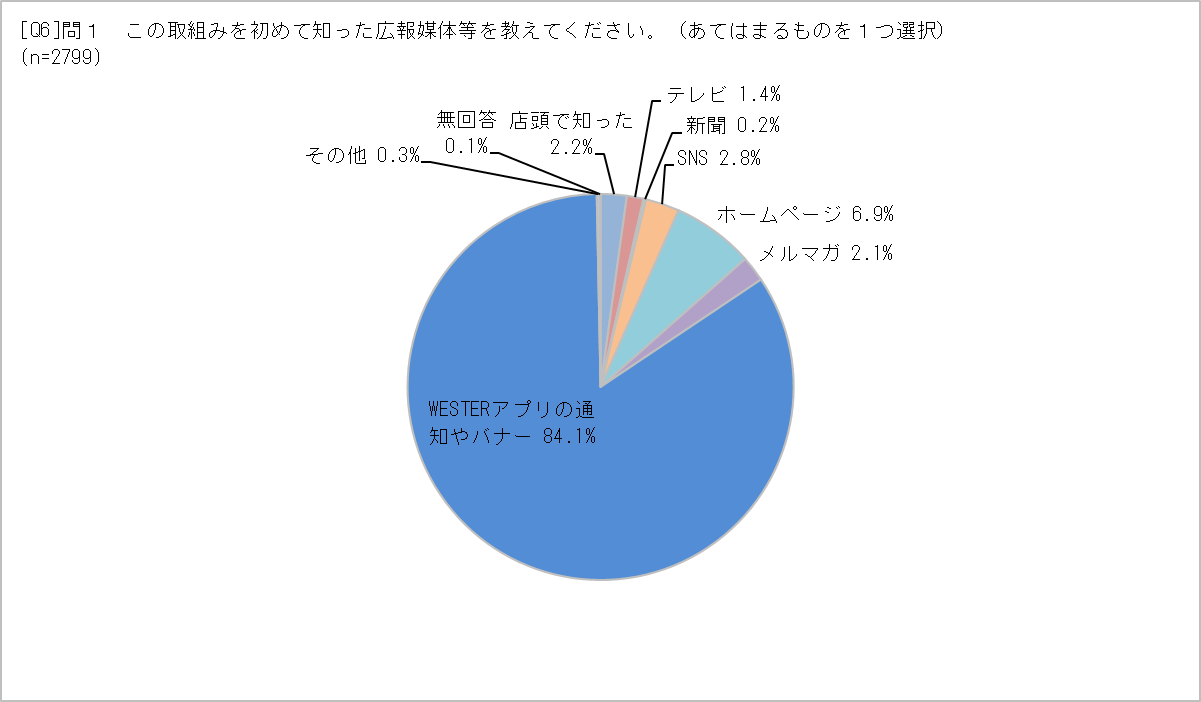 [Q6]問１　この取組みを初めて知った広報媒体等を教えてください。（あてはまるものを１つ選択）
(n=2799)
テレビ 1.4%
無回答
0.1%
店頭で知った
2.2%
新聞 0.2%
その他 0.3%
SNS 2.8%
ホームページ 6.9%
メルマガ 2.1%
WESTERアプリの通
知やバナー 84.1%